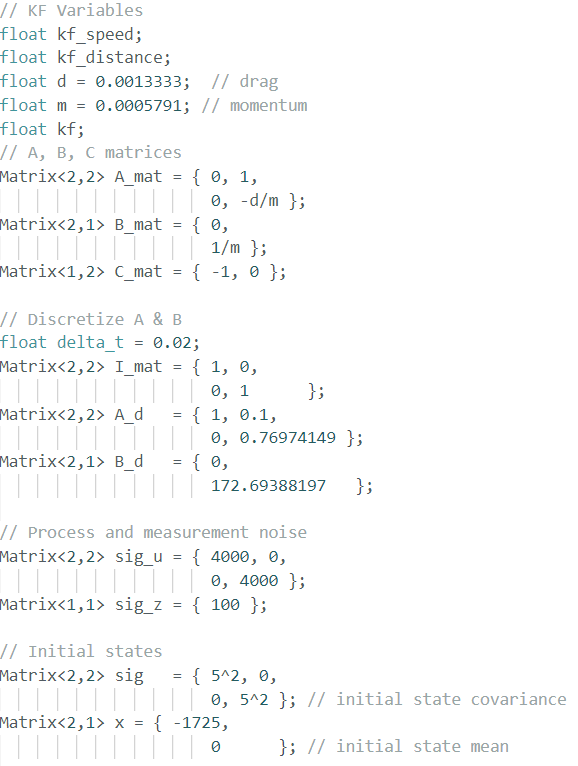 // KF Variables
float kf_speed;
float kf_distance;
float d = 0.0013333;  // drag
float m = 0.0005791; // momentum
float kf;
// A, B, C matrices
Matrix<2,2> A_mat = { 0, 1,
                      0, -d/m };
Matrix<2,1> B_mat = { 0,
                      1/m };
Matrix<1,2> C_mat = { -1, 0 };

// Discretize A & B
float delta_t = 0.02;
Matrix<2,2> I_mat = { 1, 0,
                      0, 1      };
Matrix<2,2> A_d   = { 1, 0.1,
                      0, 0.76974149 };
Matrix<2,1> B_d   = { 0,
                      172.69388197   };

// Process and measurement noise
Matrix<2,2> sig_u = { 4000, 0,
                      0, 4000 };
Matrix<1,1> sig_z = { 100 };

// Initial states
Matrix<2,2> sig   = { 5^2, 0,
                      0, 5^2 }; // initial state covariance
Matrix<2,1> x = { -1725,
                      0      }; // initial state mean